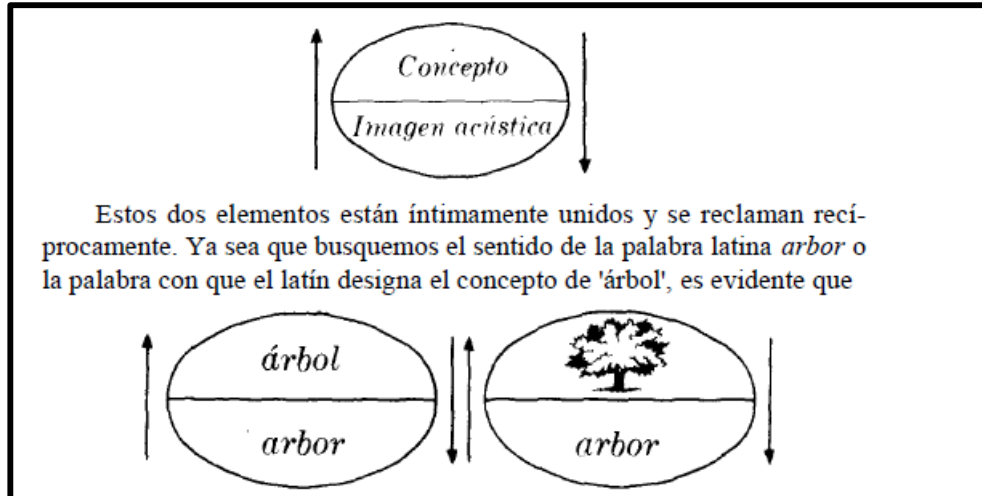 Concepto
Imagen acústica
Estos dos elementos están íntimamente unidos y se reclaman recí-
procamente. Ya sea que busquemos el sentido de la palabra latina arbor o
la palabra con que el latín designa el concepto de 'árbol', es evidente que
árbol
arbor
arbor